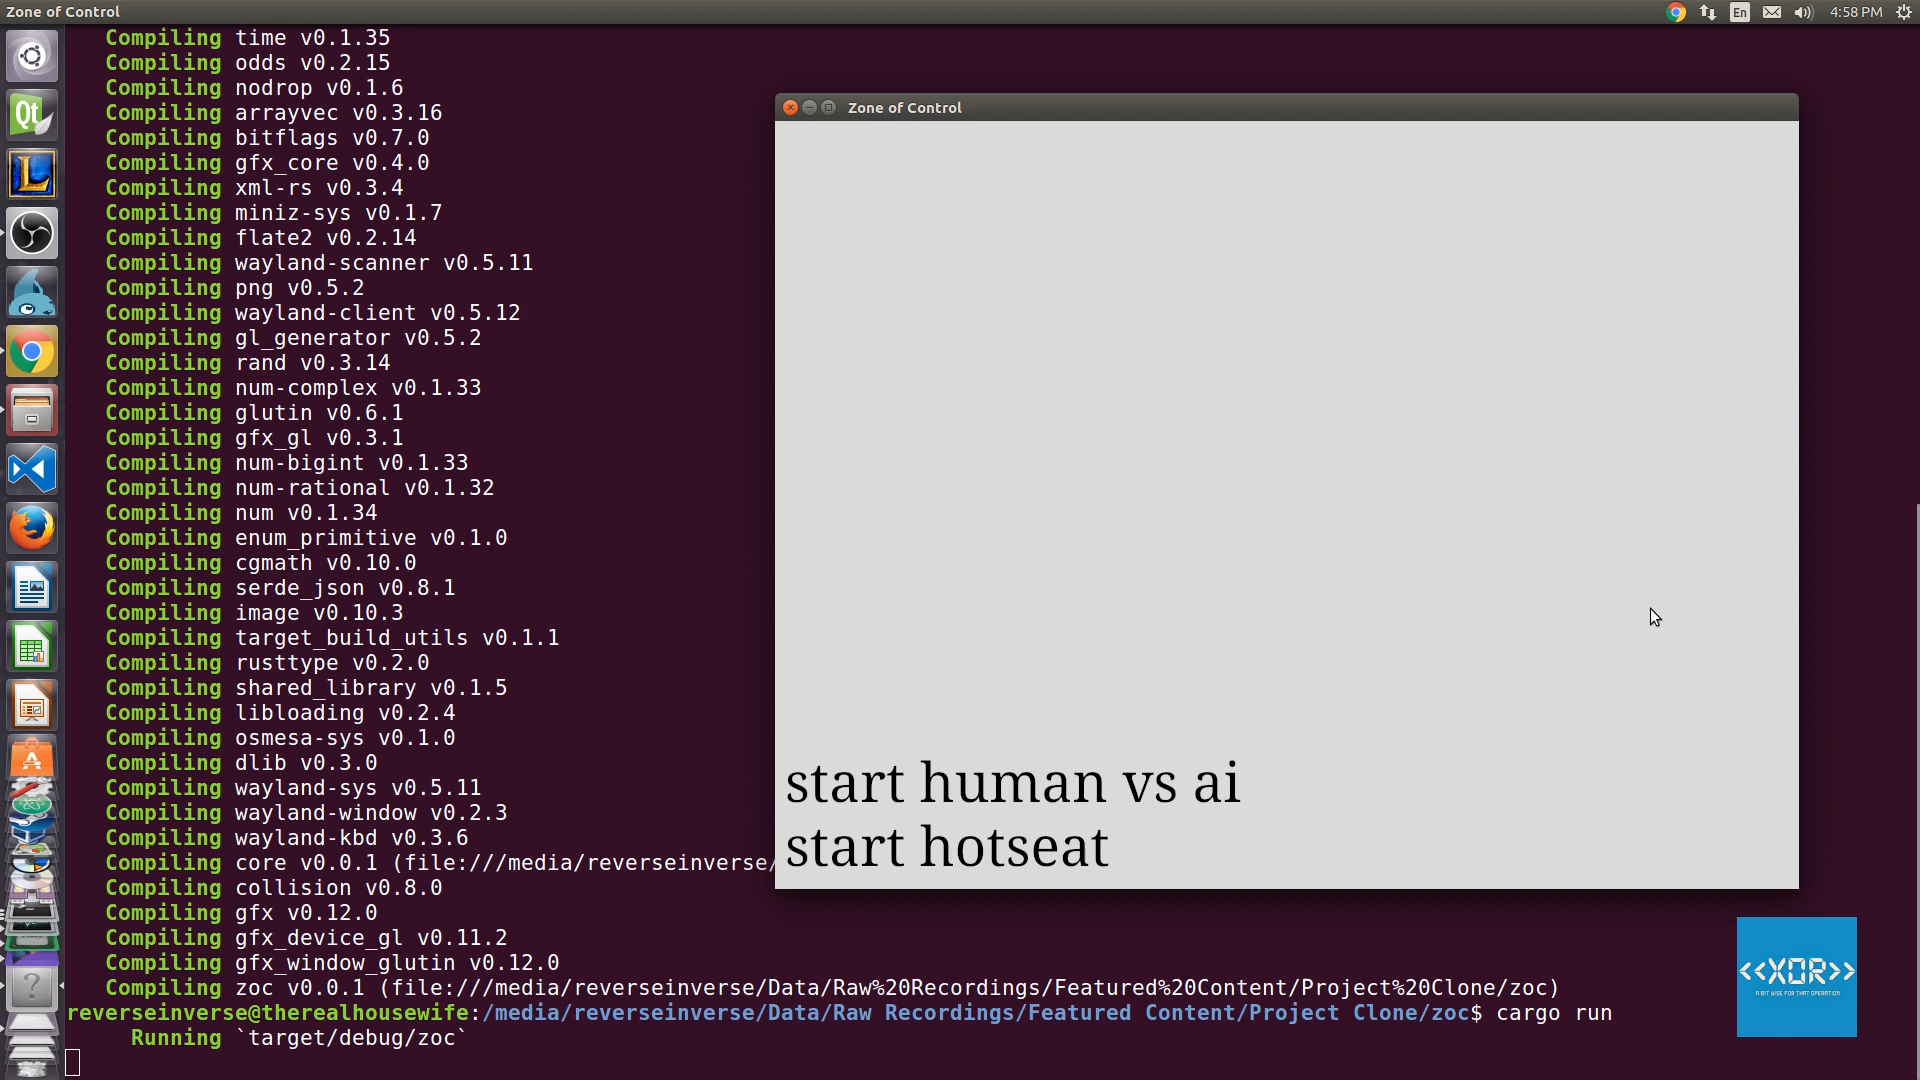 Zone of Control
En
4:58 PM
Compiling time v0.1.35
Compiling odds v0.2.15
Compiling nodrop v0.1.6
Compiling arrayvec v0.3.16
Compiling bitflags v0.7.0
Compiling gfx_core v0.4.0
Compiling xml-rs v0.3.4
Compiling miniz-sys v0.1.7
Compiling flate2 v0.2.14
Compiling wayland-scanner v0.5.11
Compiling png v0.5.2
Compiling wayland-client v0.5.12
Compiling gl_generator v0.5.2
Compiling rand v0.3.14
Compiling num-complex v0.1.33
Compiling glutin v0.6.1
Compiling gfx_gl v0.3.1
Compiling num-bigint v0.1.33
Compiling num-rational v0.1.32
Compiling num v0.1.34
Compiling enum_primitive v0.1.0
Compiling cgmath v0.10.0
Compiling serde_json v0.8.1
Compiling image v0.10.3
Compiling target_build_utils v0.1.1
Compiling rusttype v0.2.0
Compiling shared_library v0.1.5
Compiling libloading v0.2.4
Compiling osmesa-sys v0.1.0
Compiling dlib v0.3.0
Compiling wayland-sys v0.5.11
Compiling wayland-window v0.2.3
Compiling wayland-kbd v0.3.6
Compiling core v0.0.1 (file:///media/reverseinverse/
Compiling collision v0.8.0
Compiling gfx v0.12.0
Compiling gfx_device_gl v0.11.2
Compiling gfx_window_glutin v0.12.0
Compiling zoc v0.0.1 (file:///media/reverseinverse/Data/Raw%20Recordings/Featured%20Content/Project%20Clone/zoc)
reverseinverse@therealhousewife:/media/reverseinverse/Data/Raw Recordings/Featured Content/Project Clone/zoc$ cargo run
Running `target/debug/zoc`
Zone of Control
start human vs ai
start hotseat
Qt
L
<<XOR>>
A BIT WISE FOR THAT OPERATION